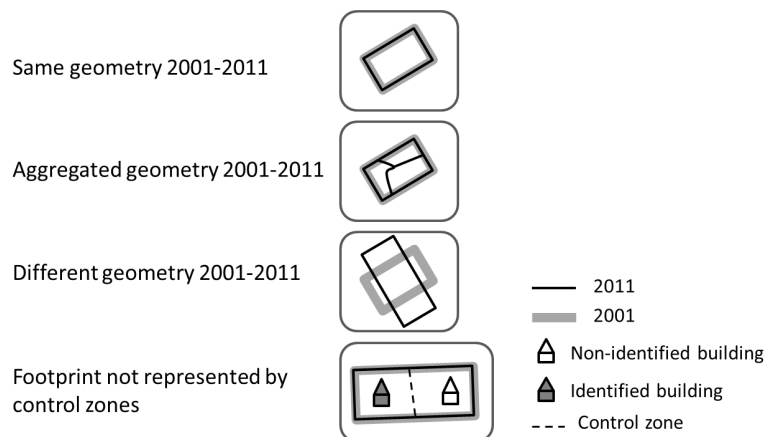 Same geometry 2001-2011
Aggregated geometry 2001-2011
Different geometry 2001-2011
Footprint not represented by
control zones
2011
2001
Non-identified building
Identified building
Control zone